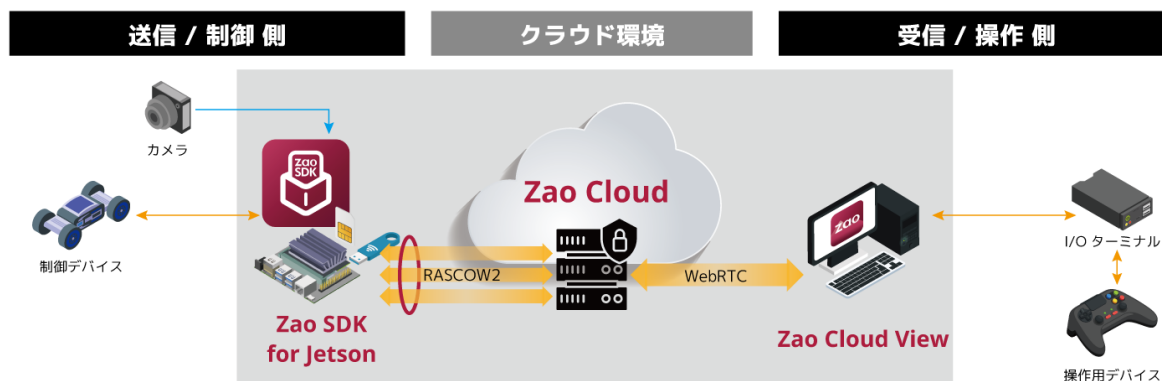 送信 / 制御 側
クラウド環境
受信 / 操作 側
カメラ
zao
SDK
制御デバイス
Zao Cloud
zao
I/O ターミナル
RASCOW2
WebRTC
Zao SDK
for Jetson
Zao Cloud View
操作用デバイス